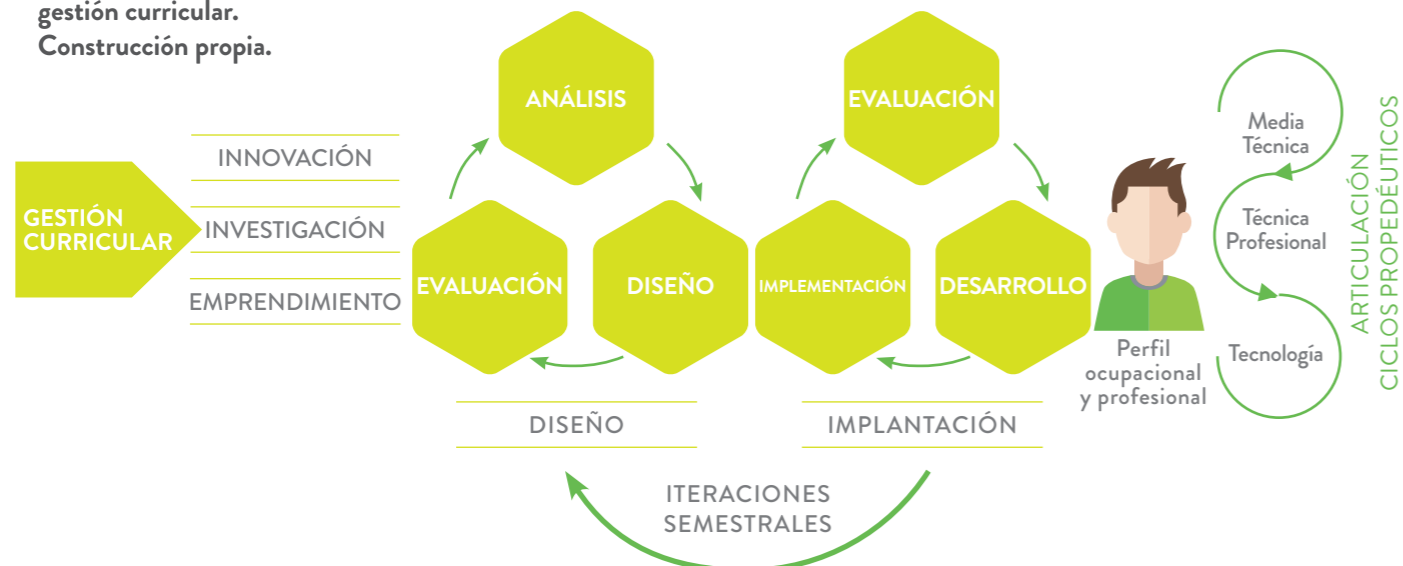 gestión curricular.
Construcción propia.
GESTIÓN
CURRICULAR
INNOVACIÓN
INVESTIGACIÓN
EMPRENDIMIENTO
ANÁLISIS
EVALUACIÓN
DISEÑO
DISEÑO
EVALUACIÓN
IMPLEMENTACIÓN
DESARROLLO
IMPLANTACIÓN
ITERACIONES
SEMESTRALES
Perfil
ocupacional
y profesional
Media
Técnica
Técnica
Profesional
Tecnología
ARTICULACIÓN
CICLOS PROPEDÉUTICOS